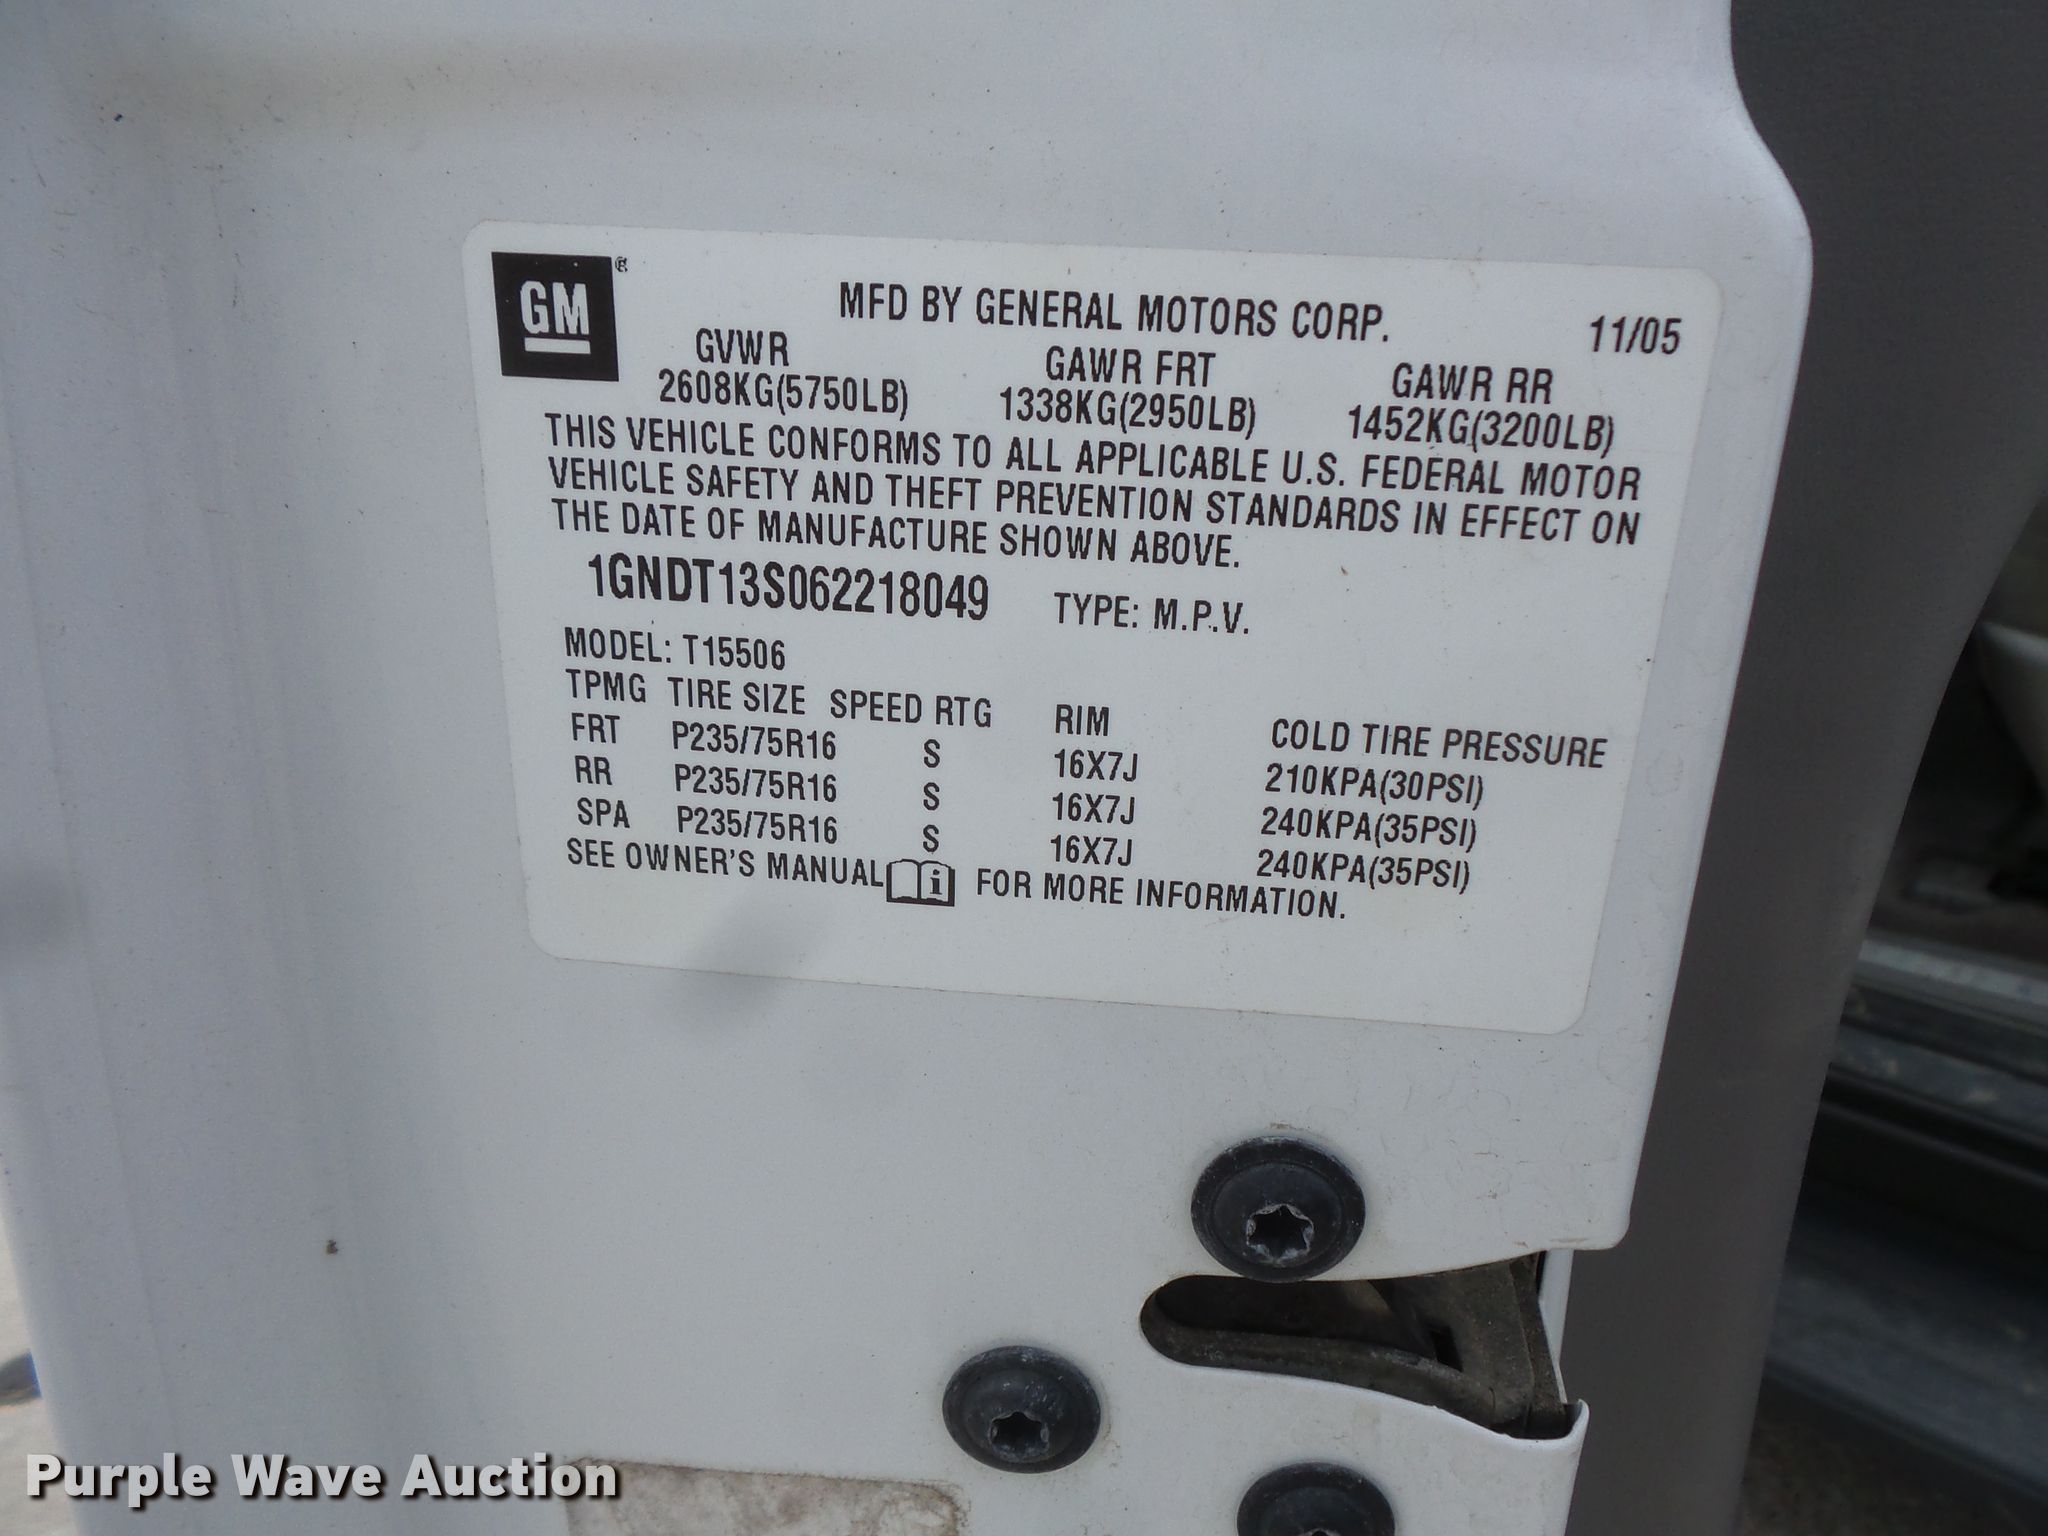 GM®
MFD BY GENERAL MOTORS CORP. 11/05
GVWR GAWR FRT GAWR RR
2608KG(5750LB) 1338KG(2950LB) 1452KG(3200LB)
THIS VEHICLE CONFORMS TO ALL APPLICABLE U.S. FEDERAL MOTOR
VEHICLE SAFETY AND THEFT PREVENTION STANDARDS IN EFFECT ON
THE DATE OF MANUFACTURE SHOWN ABOVE.
1GNDT13S062218049 TYPE: M.P.V.
MODEL: T15506
TPMG TIRE SIZE SPEED RTG RIM COLD TIRE PRESSURE
FRT P235/75R16 S 16X7J 210KPA(30PSI)
RR P235/75R16 S 16X7J 240KPA(35PSI)
SPA P235/75R16 S 16X7J 240KPA(35PSI)
SEE OWNER'S MANUAL i FOR MORE INFORMATION.
Purple Wave Auction